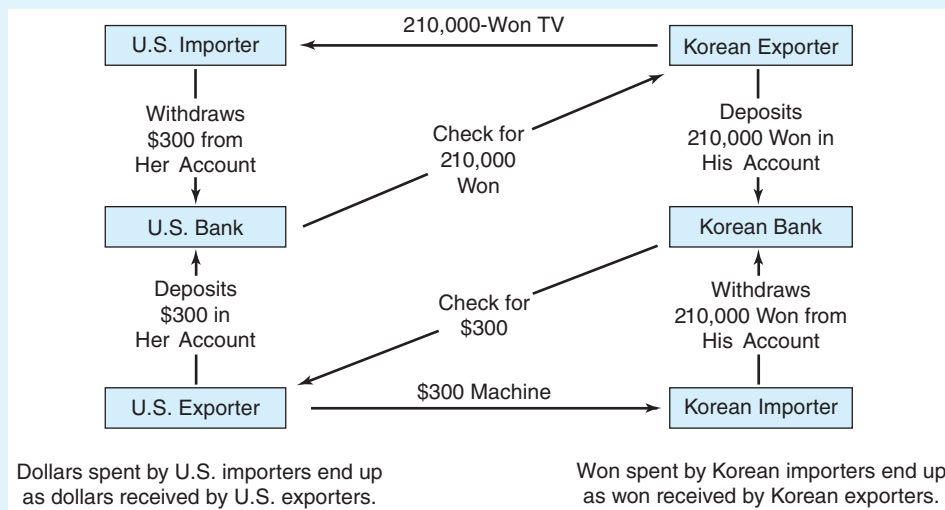 210,000-Won TV
U.S. Importer
Korean Exporter
Withdraws
$300 from
Her Account
Check for
210,000
Won
Deposits
210,000 Won in
His Account
U.S. Bank
Korean Bank
Deposits
$300 in
Her Account
Check for
$300
Withdraws
210,000 Won from
His Account
U.S. Exporter
$300 Machine
Korean Importer
Dollars spent by U.S. importers end up
as dollars received by U.S. exporters.
Won spent by Korean importers end up
as won received by Korean exporters.